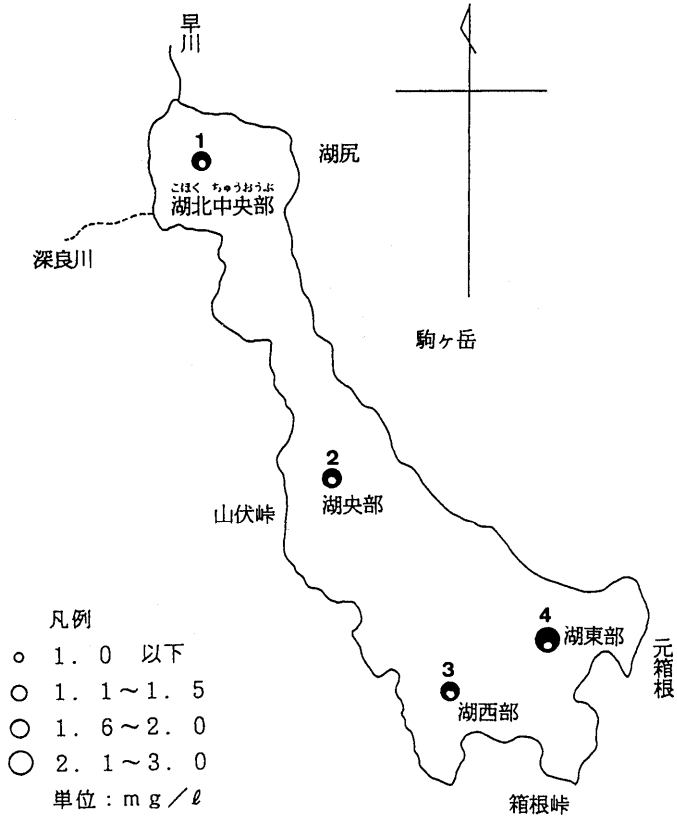 早川
1
湖尻
こほく ちゅうおうぶ
湖北中央部
深良川
駒ヶ岳
2
湖央部
山伏峠
4
湖東部
元箱根
3
湖西部
箱根峠
凡例
1.0 以下
1.1～1.5
1.6～2.0
2.1～3.0
単位：mg／ℓ